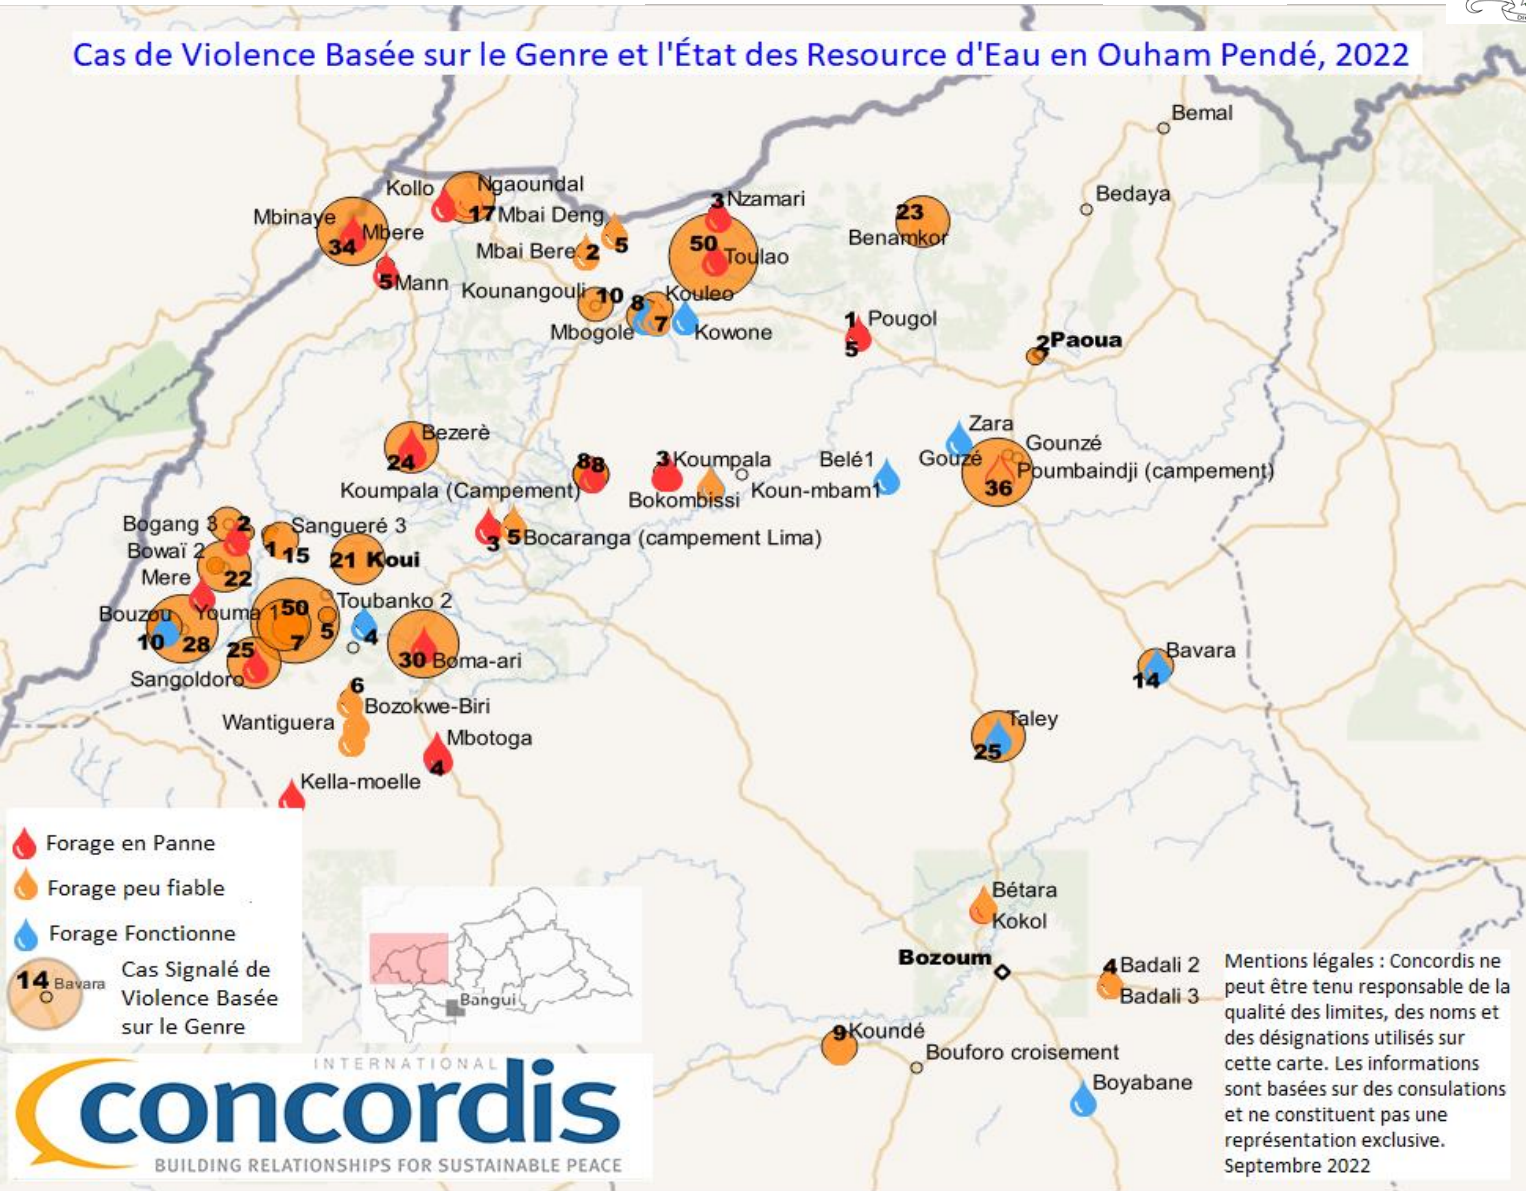 Cas de Violence Basée sur le Genre et l'État des Resource d'Eau en Ouham Pendé, 2022
Bemal
Bedaya
Kollo
Ngaoundal
17
Mbai Deng
5
Mbinaye
Mbere
34
Mbai Bere
2
5
Mann
3
Nzamari
50
Toulao
23
Benamkor
Kounangouli
10
8
Kouleo
Mbogole
7
Kowone
1
Pougol
5
2
Paoua
Bezerè
24
Koumpala (Campement)
8
8
3
Koumpala
Bokombissi
Belé1
Koun-mbam1
Zara
Gouzé
Gounzé
Poumbaindji (campement)
36
3
5
Bocaranga (campement Lima)
Bogang 3
2
Sangueré 3
1
15
Bowaï 2
Mere
22
21
Koui
Bouzou
Youma 1
50
Toubanko 2
10
28
25
7
5
4
Sangoldoro
30
Boma-ari
6
Bozokwe-Biri
Wantiguera
Mbotoga
4
Kella-moelle
Bavara
14
Taley
25
Bétara
Kokol
Bozoum
4
Badali 2
Badali 3
9
Koundé
Bouforo croisement
Boyabane
Forage en Panne
Forage peu fiable
Forage Fonctionne
14
Bavara
Cas Signalé de
Violence Basée
sur le Genre
Bangui
INTERNATIONAL
concordis
BUILDING RELATIONSHIPS FOR SUSTAINABLE PEACE
Mentions légales : Concordis ne
peut être tenu responsable de la
qualité des limites, des noms et
des désignations utilisés sur
cette carte. Les informations
sont basées sur des consulations
et ne constituent pas une
représentation exclusive.
Septembre 2022